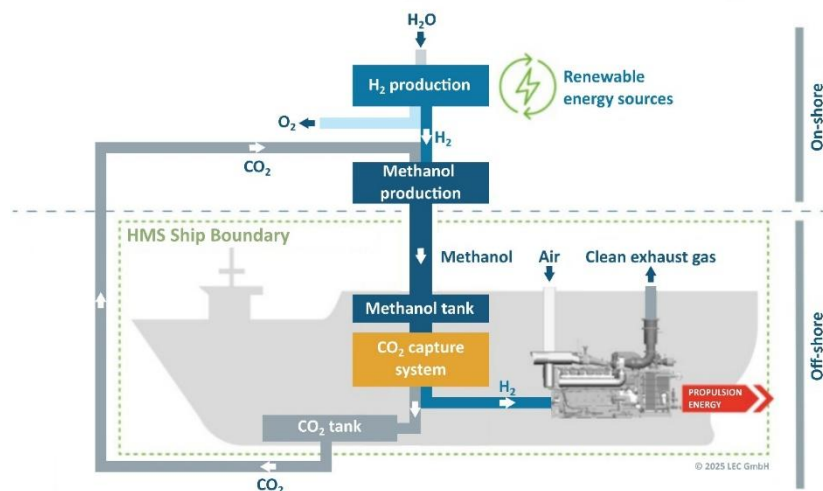 H₂O
H₂ production
Renewable
energy sources
O₂
H₂
CO₂
Methanol
production
On-shore
HMS Ship Boundary
Methanol
Air
Clean exhaust gas
Methanol tank
CO₂ capture
system
H₂
PROPULSION
ENERGY
CO₂ tank
Off-shore
© 2025 LEC GmbH
CO₂